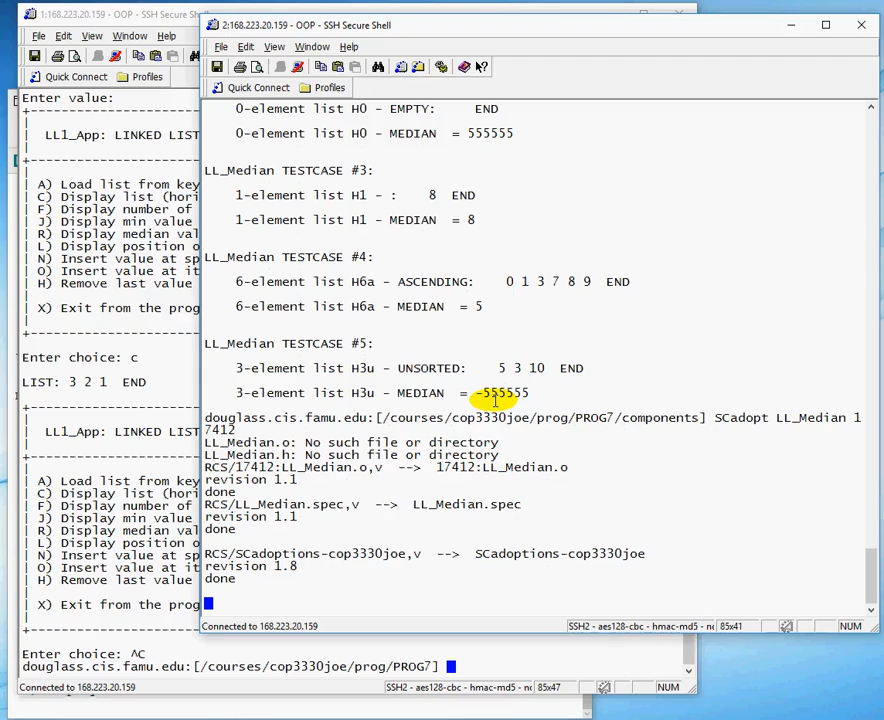 1:168.223.20.159 - OOP - SSH Secure She
File Edit View Window Help
Quick Connect Profiles
Enter value:
LL1_App: LINKED LIST
A) Load list from key
C) Display list (hori
F) Display number of
J) Display min value
R) Display median val
L) Display position o
N) Insert value at sp
O) Insert value at it
H) Remove last value
X) Exit from the prog
Enter choice: c
LIST: 3 2 1 END
LL1_App: LINKED LIST
A) Load list from key
C) Display list (hori
F) Display number of
J) Display min value
R) Display median val
L) Display position o
N) Insert value at sp
O) Insert value at it
H) Remove last value
X) Exit from the prog
Enter choice: ^C
douglass.cis.famu.edu:[/courses/cop3330joe/prog/PROG7]
Connected to 168.223.20.159 SSH2 - aes128-cbc - hmac-md5 - nc 85x47 NUM
2:168.223.20.159 - OOP - SSH Secure Shell
File Edit View Window Help
Quick Connect Profiles
0-element list H0 - EMPTY: END
0-element list H0 - MEDIAN = 555555
LL_Median TESTCASE #3:
1-element list H1 - : 8 END
1-element list H1 - MEDIAN = 8
LL_Median TESTCASE #4:
6-element list H6a - ASCENDING: 0 1 3 7 8 9 END
6-element list H6a - MEDIAN = 5
LL_Median TESTCASE #5:
3-element list H3u - UNSORTED: 5 3 10 END
3-element list H3u - MEDIAN = -555555
douglass.cis.famu.edu:[/courses/cop3330joe/prog/PROG7/components] SCadopt LL_Median 1
7412
LL_Median.o: No such file or directory
LL_Median.h: No such file or directory
RCS/17412:LL_Median.o,v --> 17412:LL_Median.o
revision 1.1
done
RCS/LL_Median.spec,v --> LL_Median.spec
revision 1.1
done
RCS/SCadoptions-cop3330joe,v --> SCadoptions-cop3330joe
revision 1.8
done
Connected to 168.223.20.159 SSH2 - aes128-cbc - hmac-md5 - nc 85x41 NUM